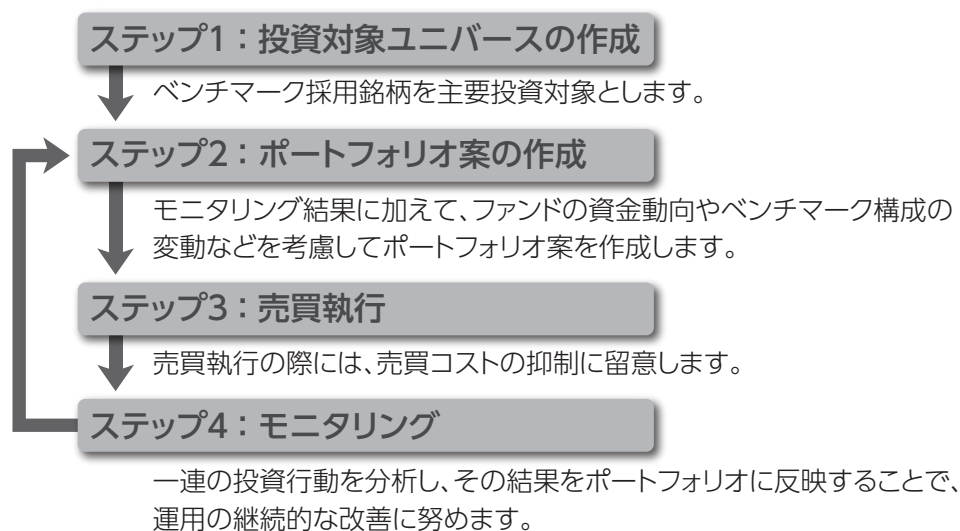 ステップ1：投資対象ユニバースの作成
ベンチマーク採用銘柄を主要投資対象とします。
ステップ2：ポートフォリオ案の作成
モニタリング結果に加えて、ファンドの資金動向やベンチマーク構成の
変動などを考慮してポートフォリオ案を作成します。
ステップ3：売買執行
売買執行の際には、売買コストの抑制に留意します。
ステップ4：モニタリング
一連の投資行動を分析し、その結果をポートフォリオに反映することで、
運用の継続的な改善に努めます。